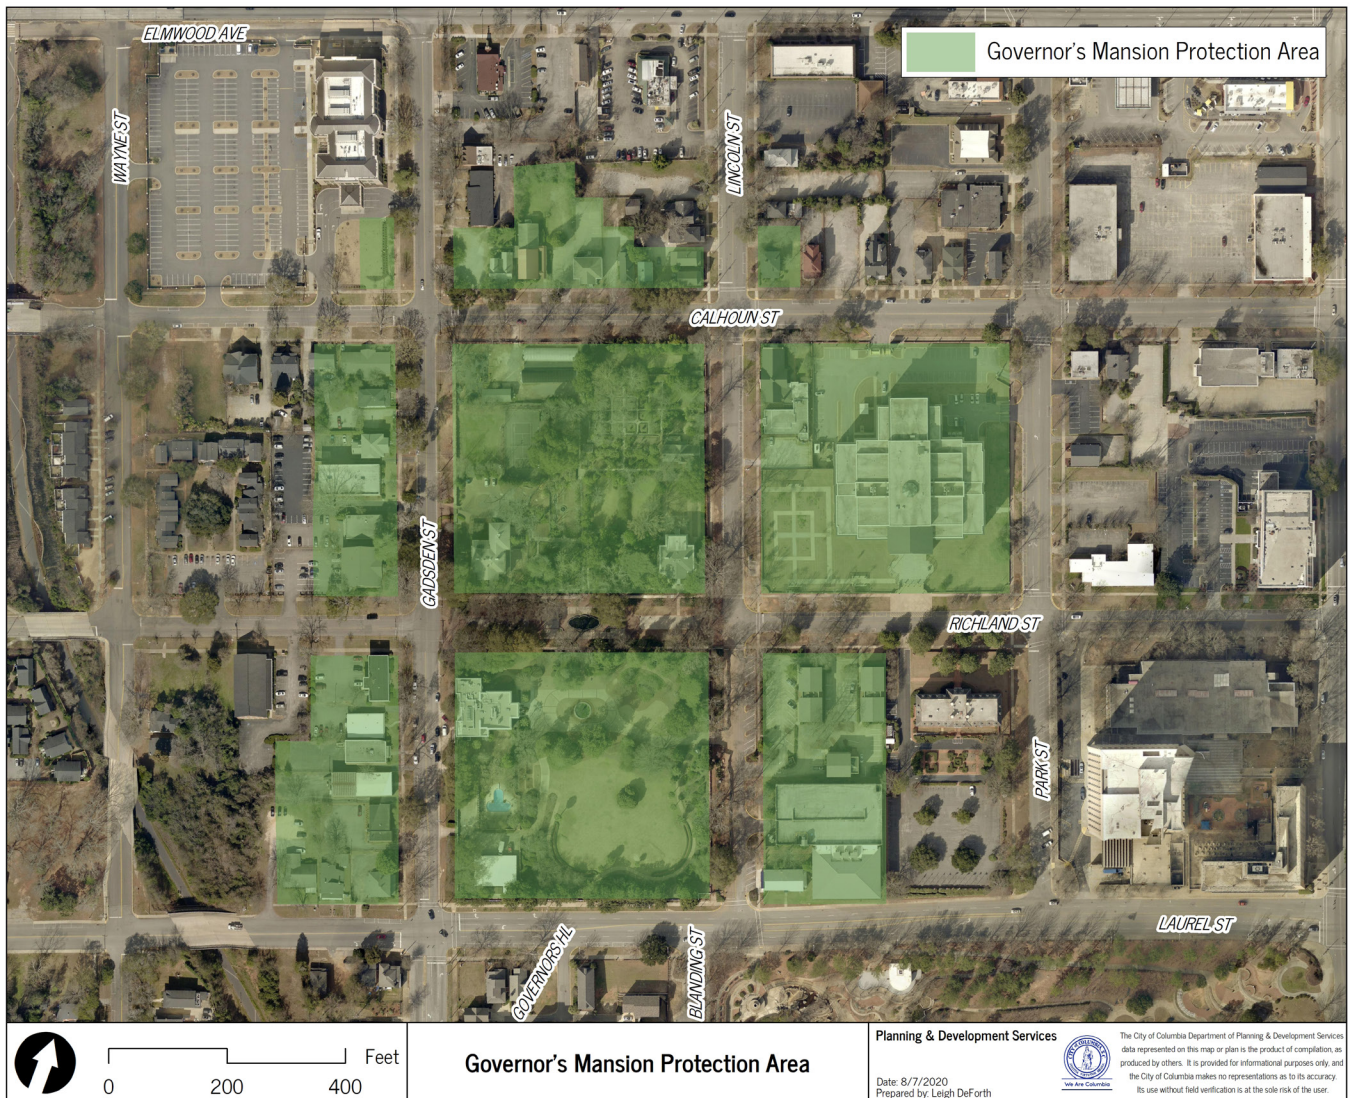 ELMWOOD AVE
Governor's Mansion Protection Area
WAYNE ST
LINCOLN ST
CALHOUN ST
GADSDEN ST
RICHLAND ST
PARK ST
LAUREL ST
GOVERNORS HL
BLANDING ST
0 200 400 Feet
Governor's Mansion Protection Area
Planning & Development Services
Date: 8/7/2020
Prepared by: Leigh DeForth
We Are Columbia
The City of Columbia Department of Planning & Development Services
data represented on this map or plan is the product of compilation, as
produced by others. It is provided for informational purposes only, and
the City of Columbia makes no representations as to its accuracy.
Its use without field verification is at the sole risk of the user.